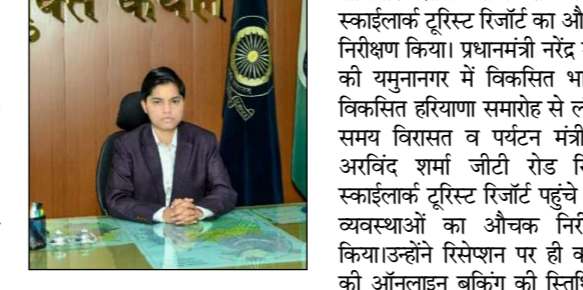 स्काईलार्क टूरिस्ट रिजॉर्ट का औ
निरीक्षण किया। प्रधानमंत्री नरेंद्र
की यमुनानगर में विकसित भा
विकसित हरियाणा समारोह से ल
समय विरासत व पर्यटन मंत्री
अरविंद शर्मा जीटी रोड रि
स्काईलार्क टूरिस्ट रिजॉर्ट पहुंचे
व्यवस्थाओं का औचक निरी
किया।उन्होंने रिसेप्शन पर ही क
की ऑनलाइन बुकिंग की स्तिथि